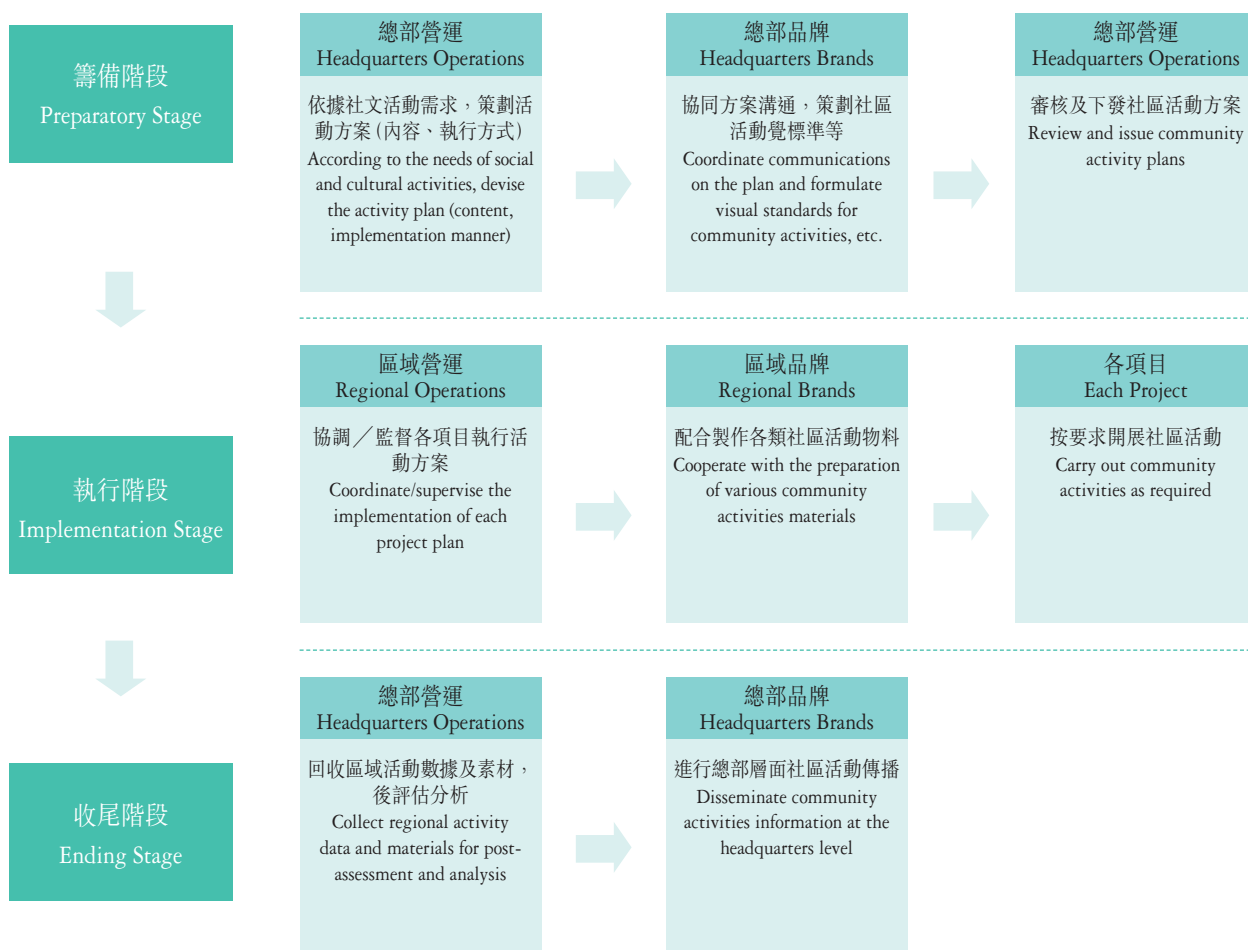 籌備階段
Preparatory Stage
總部營運
Headquarters Operations
依據社文活動需求，策劃活
動方案(內容、執行方式)
According to the needs of social
and cultural activities, devise
the activity plan (content,
implementation manner)
總部品牌
Headquarters Brands
協同方案溝通，策劃社區
活動覺標準等
Coordinate communications
on the plan and formulate
visual standards for
community activities, etc.
總部營運
Headquarters Operations
審核及下發社區活動方案
Review and issue community
activity plans
執行階段
Implementation Stage
區域營運
Regional Operations
協調／監督各項目執行活
動方案
Coordinate/supervise the
implementation of each
project plan
區域品牌
Regional Brands
配合製作各類社區活動物料
Cooperate with the preparation
of various community
activities materials
各項目
Each Project
按要求開展社區活動
Carry out community
activities as required
收尾階段
Ending Stage
總部營運
Headquarters Operations
回收區域活動數據及素材，
後評估分析
Collect regional activity
data and materials for post-
assessment and analysis
總部品牌
Headquarters Brands
進行總部層面社區活動傳播
Disseminate community
activities information at the
headquarters level